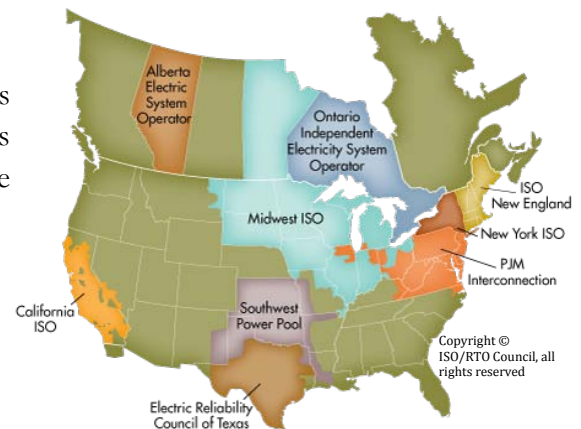 s
s
e
Alberta
Electric
System
Operator
Ontario
Independent
Electricity System
Operator
ISO
New England
Midwest ISO
New York ISO
PJM
Interconnection
California
ISO
Southwest
Power Pool
Copyright ©
ISO/RTO Council, all
rights reserved
Electric Reliability
Council of Texas